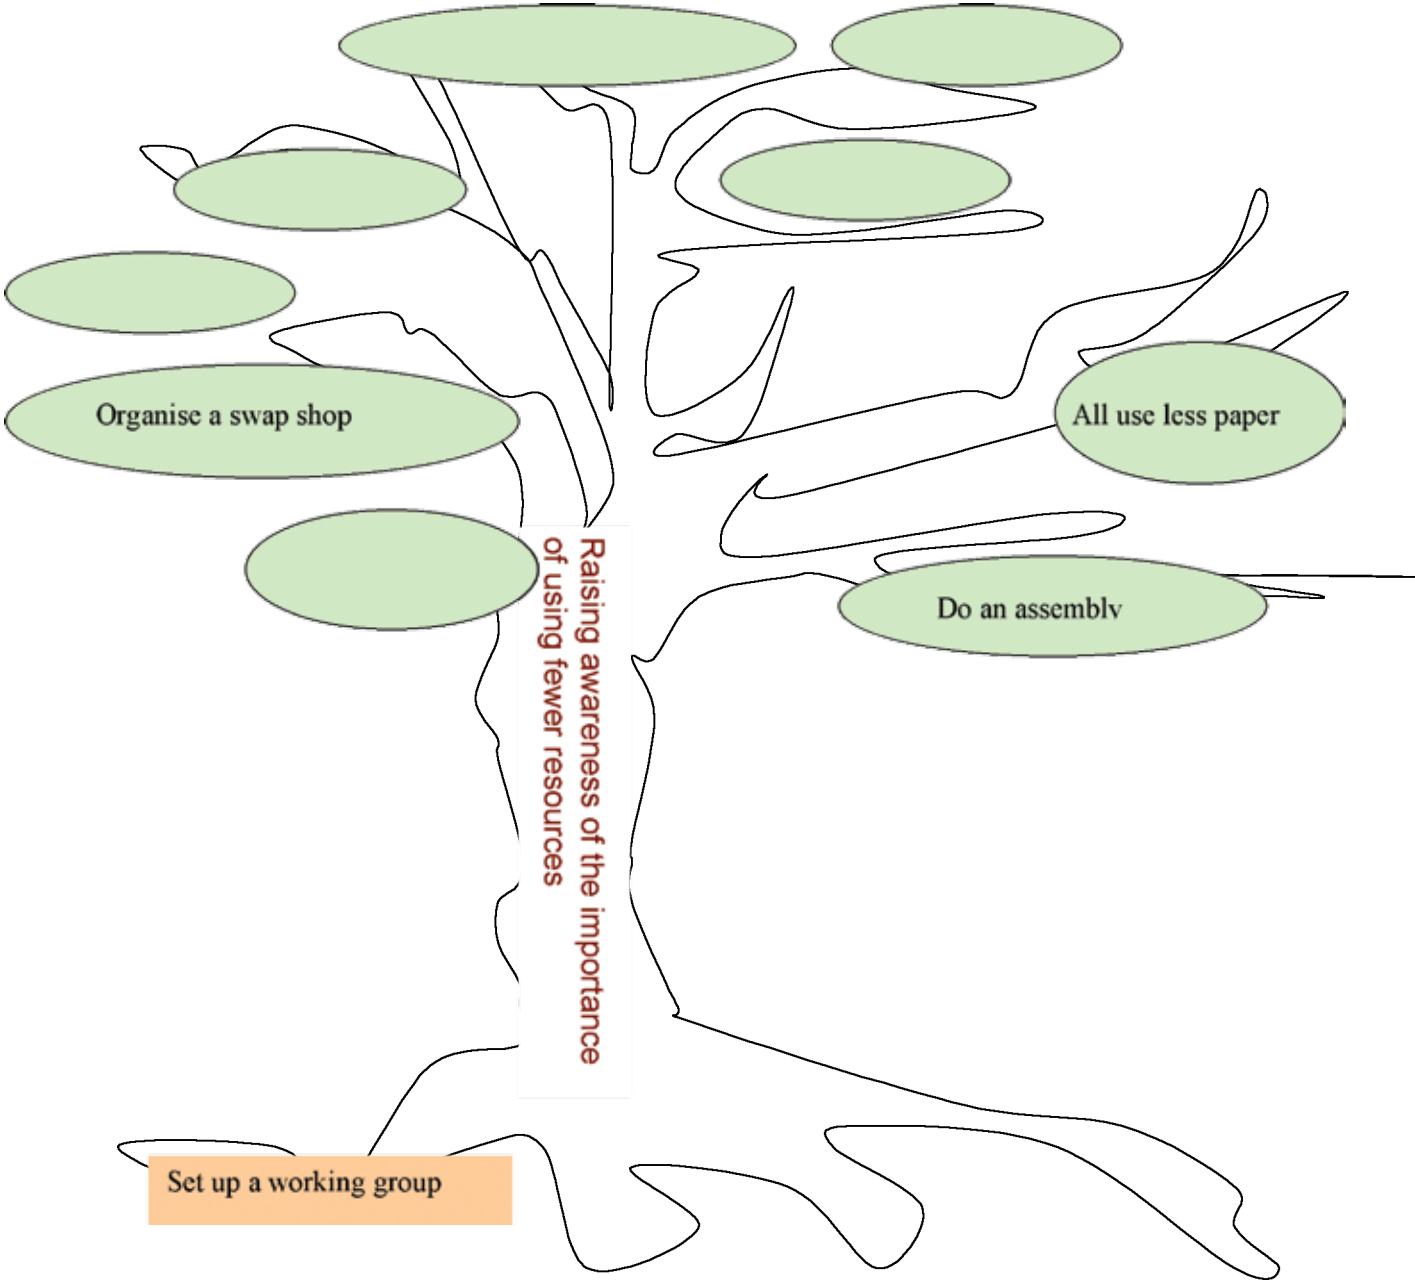 Organise a swap shop
All use less paper
Do an assembly
Raising awareness of the importance
of using fewer resources
Set up a working group